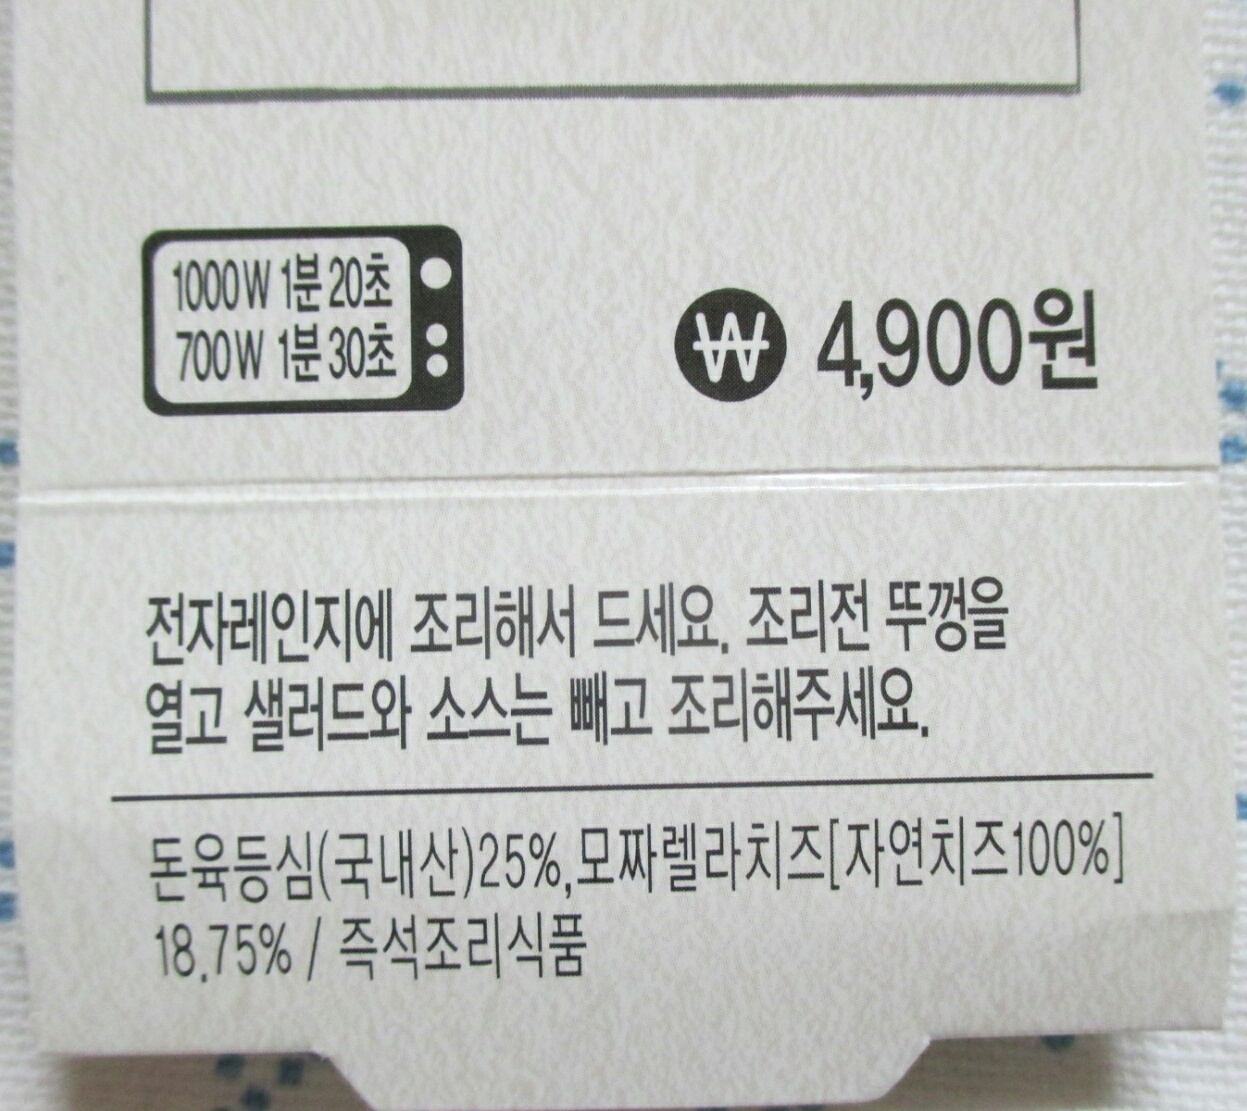 1000W 1분 20초
700W 1분 30초
₩ 4,900원
전자레인지에 조리해서 드세요. 조리전 뚜껑을
열고 샐러드와 소스는 빼고 조리해주세요.
돈육등심(국내산)25%,모짜렐라치즈[자연치즈100%]
18.75% / 즉석조리식품